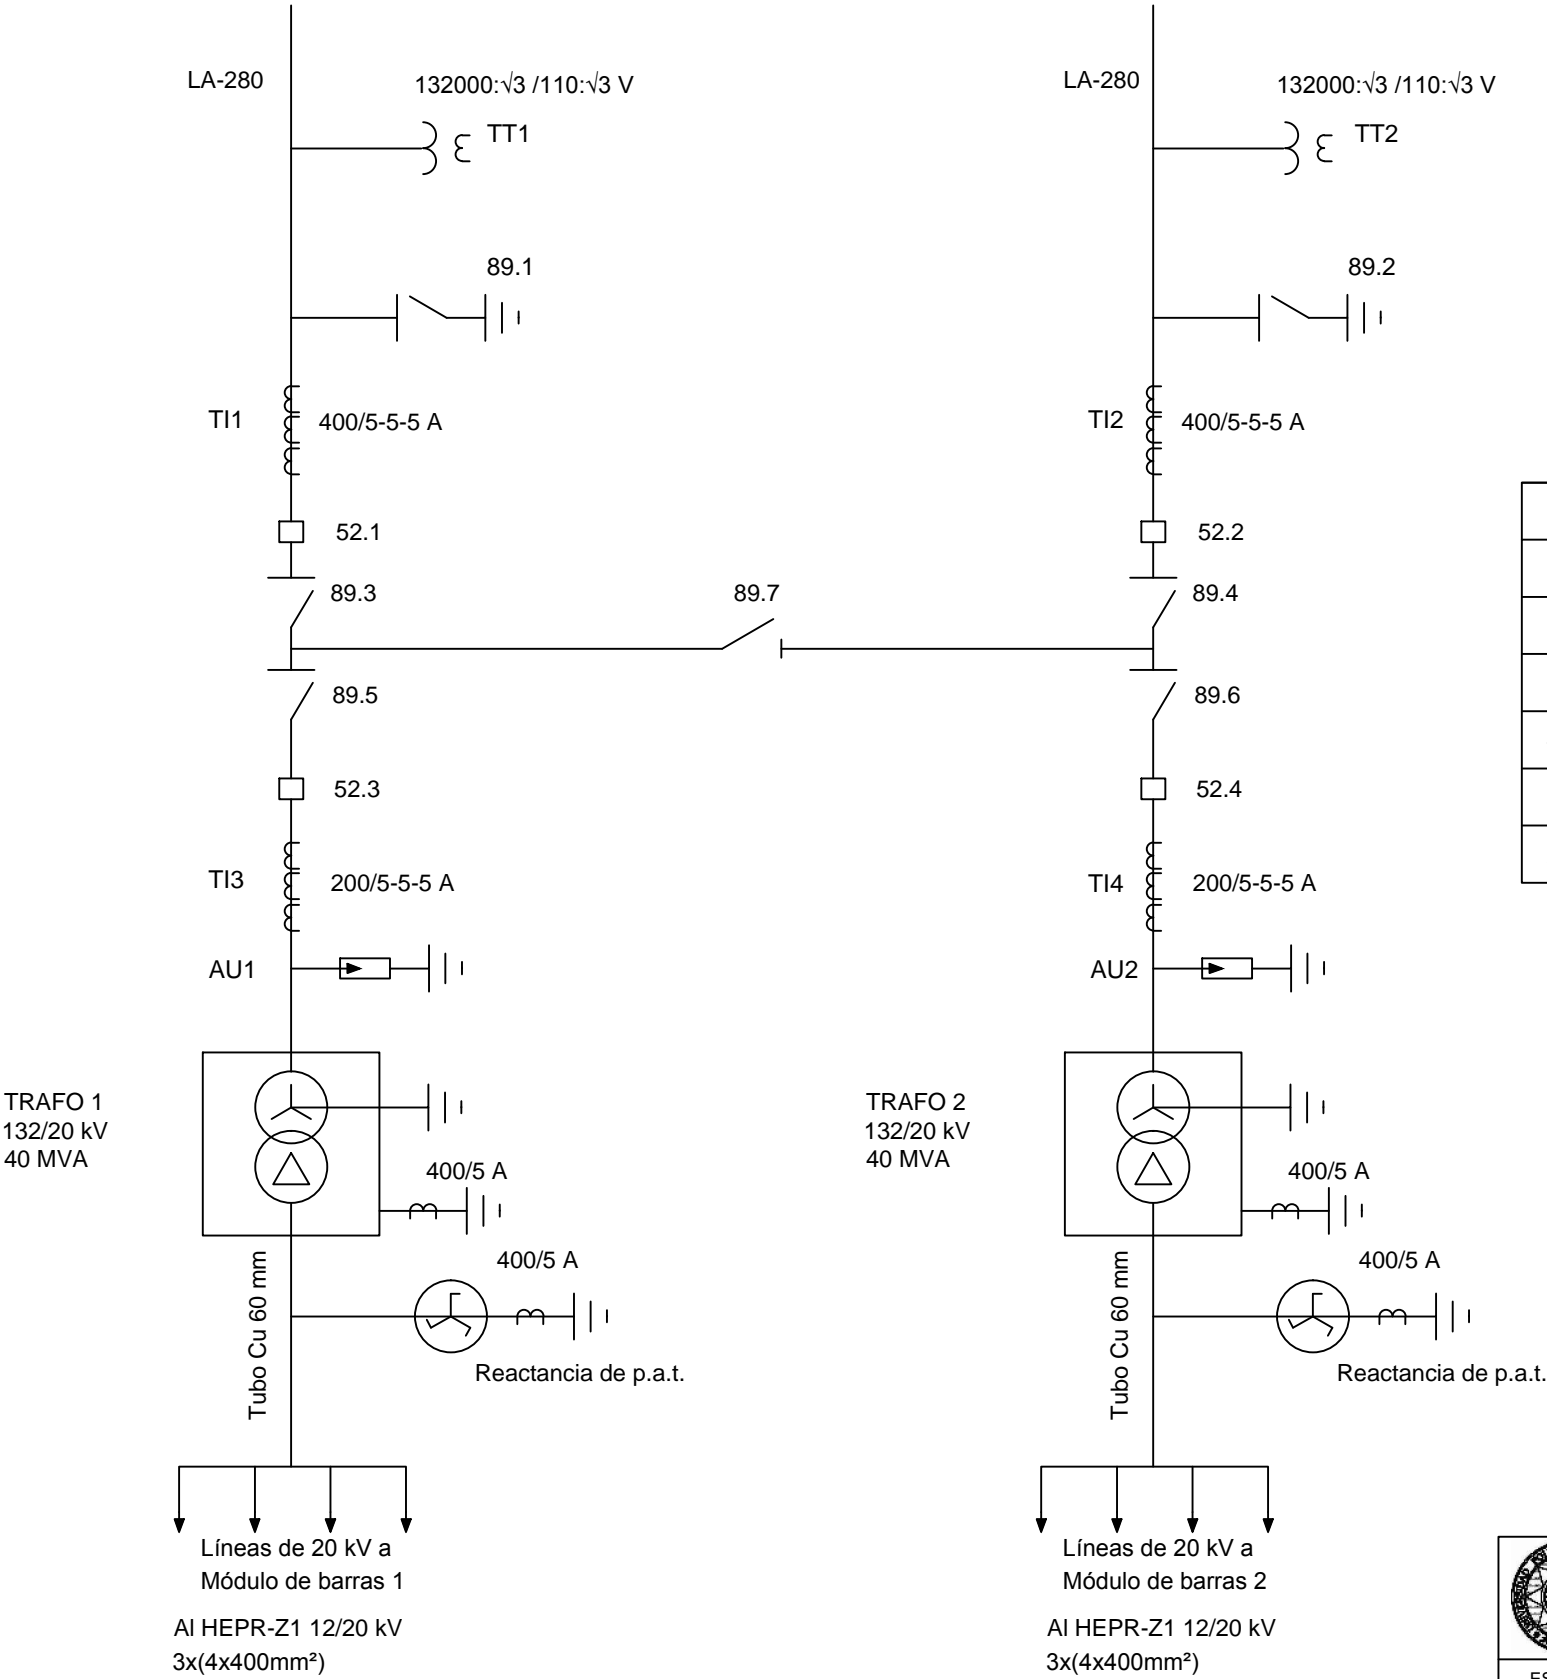 LA-280
132000:√3 /110:√3 V
TT1
89.1
TI1
400/5-5-5 A
52.1
89.3
89.7
89.5
52.3
TI3
200/5-5-5 A
AU1
TRAFO 1
132/20 kV
40 MVA
400/5 A
400/5 A
Tubo Cu 60 mm
Reactancia de p.a.t.
Líneas de 20 kV a
Módulo de barras 1
Al HEPR-Z1 12/20 kV
3x(4x400mm²)
LA-280
132000:√3 /110:√3 V
TT2
89.2
TI2
400/5-5-5 A
52.2
89.4
89.6
52.4
TI4
200/5-5-5 A
AU2
TRAFO 2
132/20 kV
40 MVA
400/5 A
400/5 A
Tubo Cu 60 mm
Reactancia de p.a.t.
Líneas de 20 kV a
Módulo de barras 2
Al HEPR-Z1 12/20 kV
3x(4x400mm²)